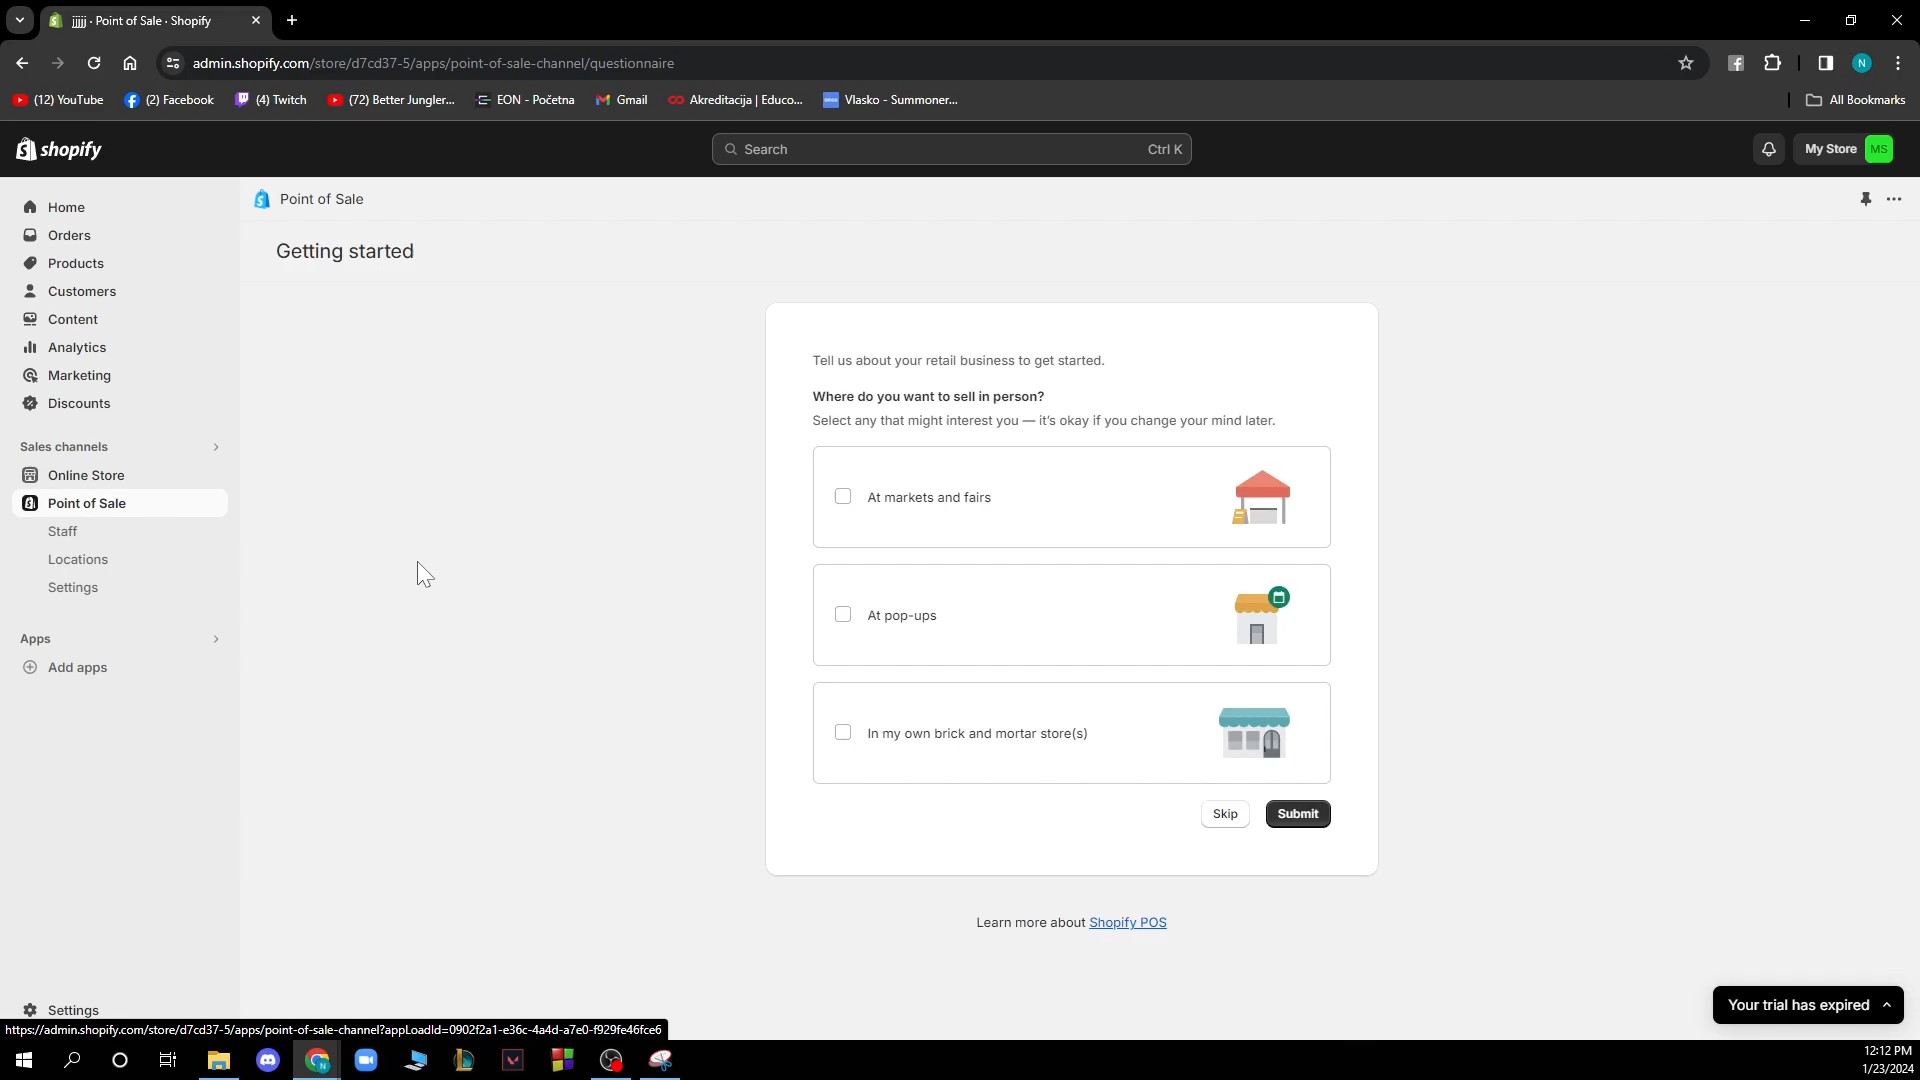 jjjjj · Point of Sale · Shopify
admin.shopify.com/store/d7cd37-5/apps/point-of-sale-channel/questionnaire
N
(12) YouTube
(2) Facebook
(4) Twitch
(72) Better Jungler...
EON - Početna
Gmail
Akreditacija | Educo...
Vlasko - Summoner...
All Bookmarks
shopify
Search
Ctrl K
My Store
MS
Home
Orders
Products
Customers
Content
Analytics
Marketing
Discounts
Sales channels
Online Store
Point of Sale
Staff
Locations
Settings
Apps
Add apps
Settings
Point of Sale
Getting started
Tell us about your retail business to get started.
Where do you want to sell in person?
Select any that might interest you — it's okay if you change your mind later.
At markets and fairs
At pop-ups
In my own brick and mortar store(s)
Skip
Submit
Learn more about Shopify POS
Your trial has expired
https://admin.shopify.com/store/d7cd37-5/apps/point-of-sale-channel?appLoadId=0902f2a1-e36c-4a4d-a7e0-f929fe46fce6
12:12 PM
1/23/2024